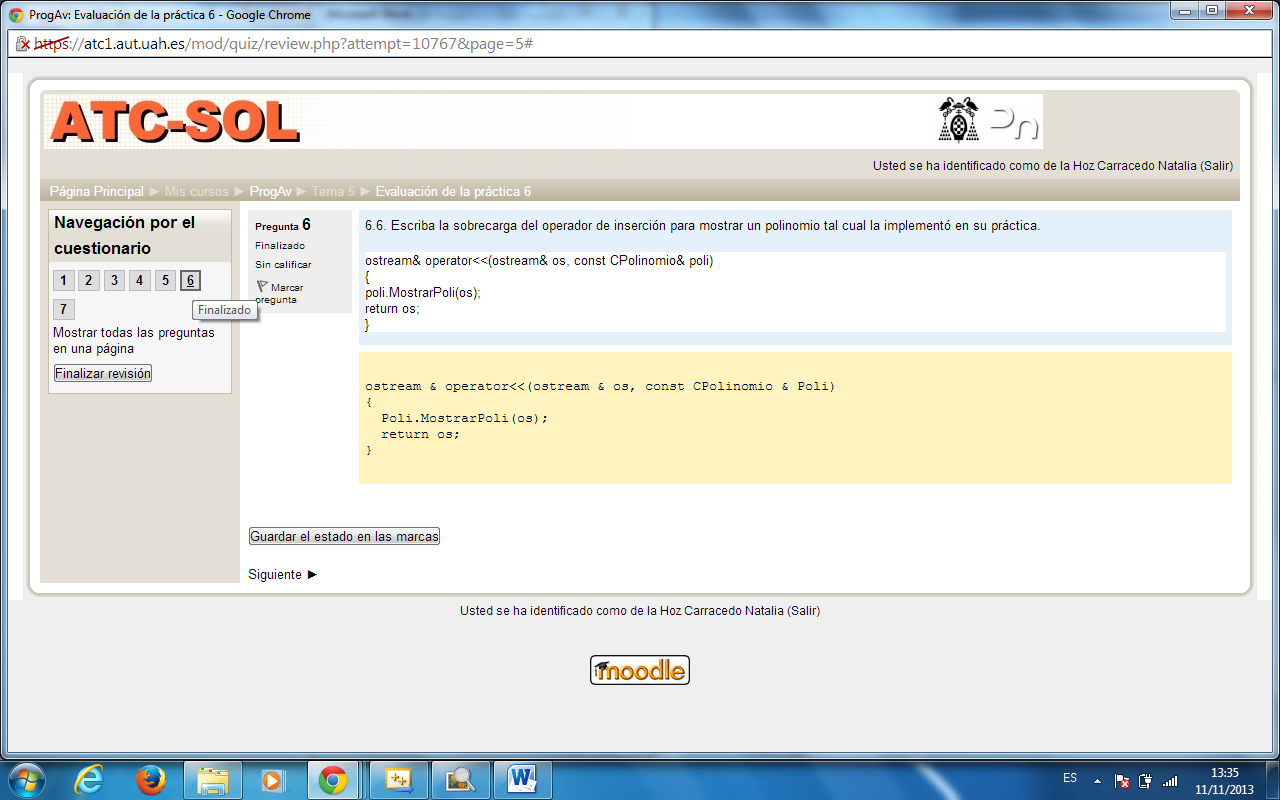 ProgAv: Evaluación de la práctica 6 - Google Chrome
https://atc1.aut.uah.es/mod/quiz/review.php?attempt=10767&page=5#
ATC-SOL
Usted se ha identificado como de la Hoz Carracedo Natalia (Salir)
Página Principal ► Mis cursos ► ProgAv ► Tema 5 ► Evaluación de la práctica 6
Navegación por el
cuestionario
1 2 3 4 5 6
7
Finalizado
Mostrar todas las preguntas
en una página
Finalizar revisión
Pregunta 6
Finalizado
Sin calificar
Marcar
pregunta
6.6. Escriba la sobrecarga del operador de inserción para mostrar un polinomio tal cual la implementó en su práctica.
ostream& operator<<(ostream& os, const CPolinomio& poli)
{
poli.MostrarPoli(os);
return os;
}
ostream & operator<<(ostream & os, const CPolinomio & Poli)
{
  Poli.MostrarPoli(os);
  return os;
}
Guardar el estado en las marcas
Siguiente ►
Usted se ha identificado como de la Hoz Carracedo Natalia (Salir)
moodle
ES
13:35
11/11/2013